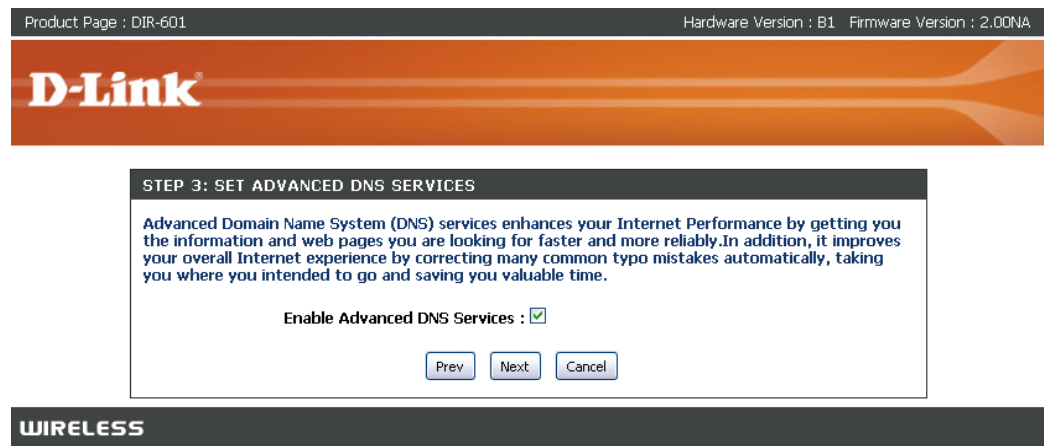 Product Page : DIR-601
Hardware Version : B1 Firmware Version : 2.00NA
D-Link®
STEP 3: SET ADVANCED DNS SERVICES
Advanced Domain Name System (DNS) services enhances your Internet Performance by getting you
the information and web pages you are looking for faster and more reliably.In addition, it improves
your overall Internet experience by correcting many common typo mistakes automatically, taking
you where you intended to go and saving you valuable time.
Enable Advanced DNS Services :
Prev Next Cancel
WIRELESS